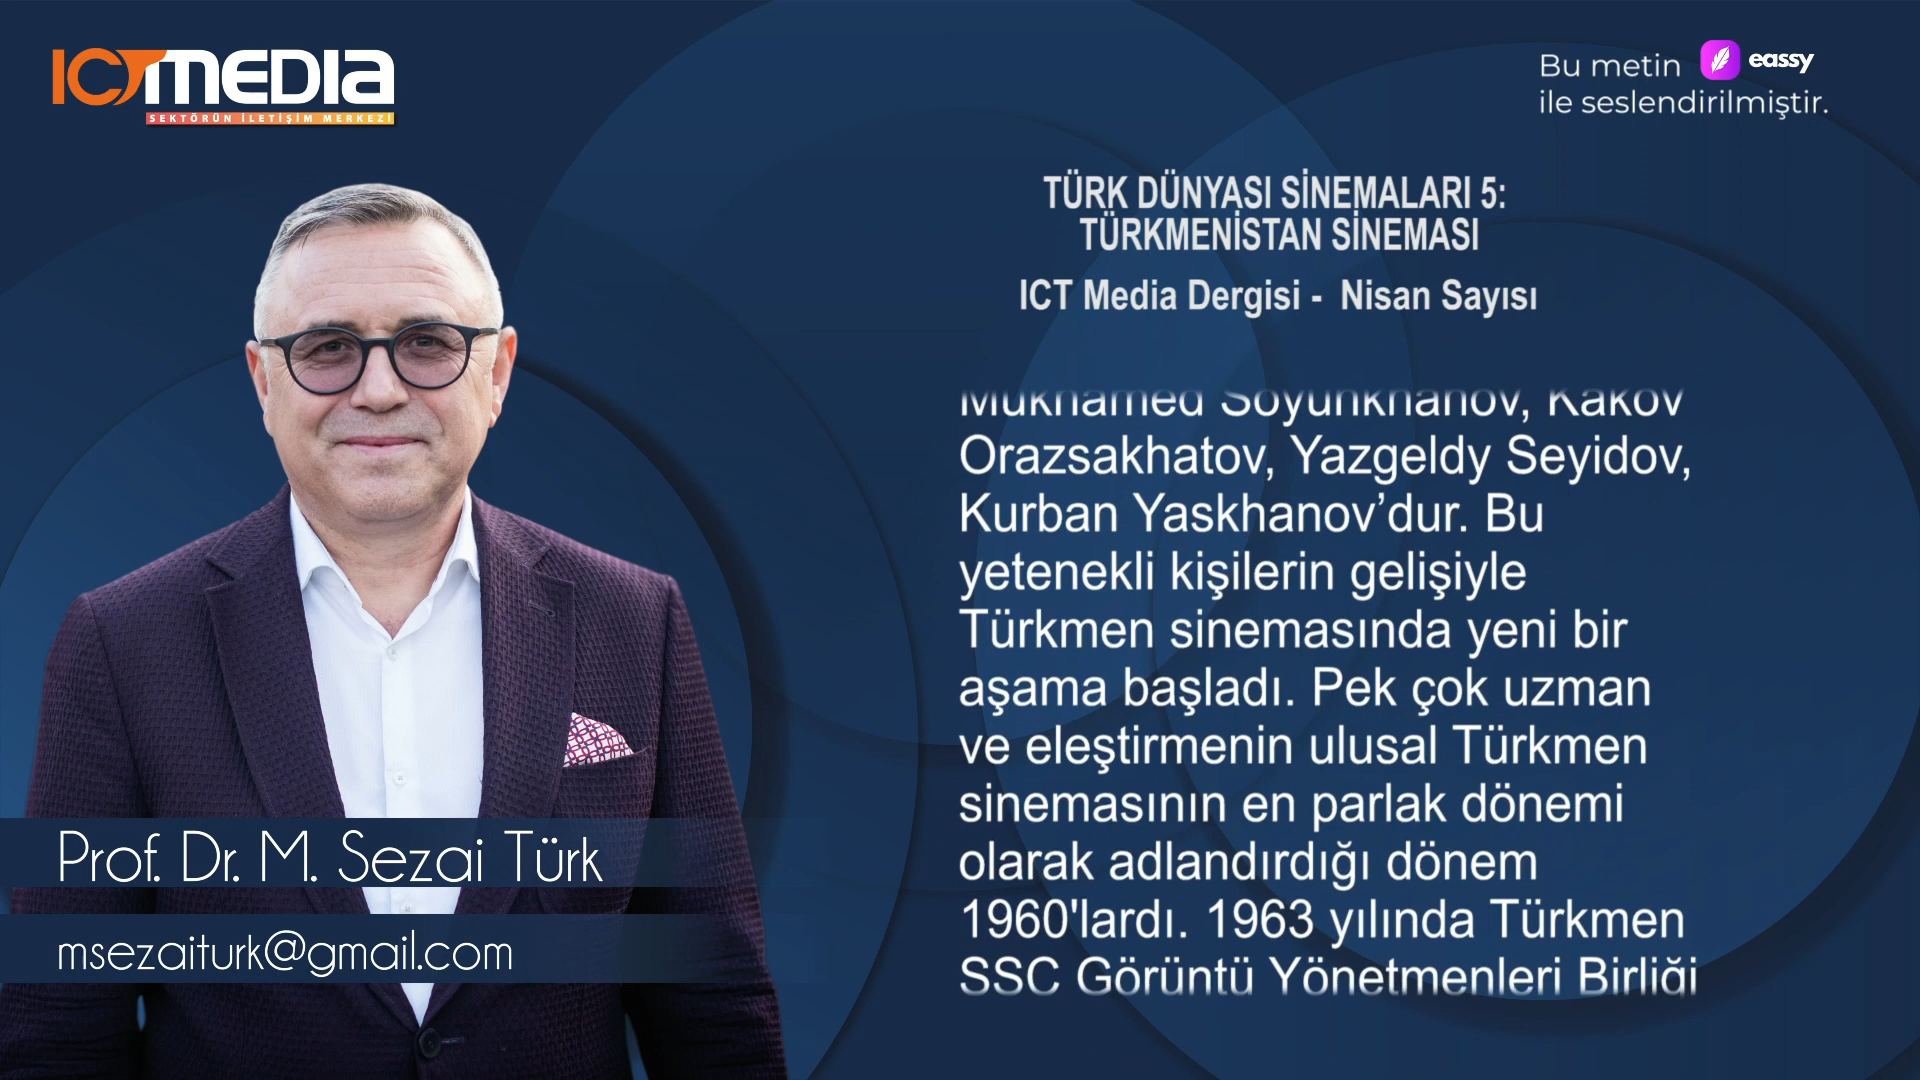 ICTMEDIA
SEKTÖRÜN İLETİŞİM MERKEZİ
Bu metin eassy
ile seslendirilmiştir.
TÜRK DÜNYASI SİNEMALARI 5:
TÜRKMENİSTAN SİNEMASI
ICT Media Dergisi - Nisan Sayısı
Mukhamed Soyunkhanov, Kakov
Orazsakhatov, Yazgeldy Seyidov,
Kurban Yaskhanov’dur. Bu
yetenekli kişilerin gelişiyle
Türkmen sinemasında yeni bir
aşama başladı. Pek çok uzman
ve eleştirmenin ulusal Türkmen
sinemasının en parlak dönemi
olarak adlandırdığı dönem
1960'lardı. 1963 yılında Türkmen
SSC Görüntü Yönetmenleri Birliği
Prof. Dr. M. Sezai Türk
msezaiturk@gmail.com